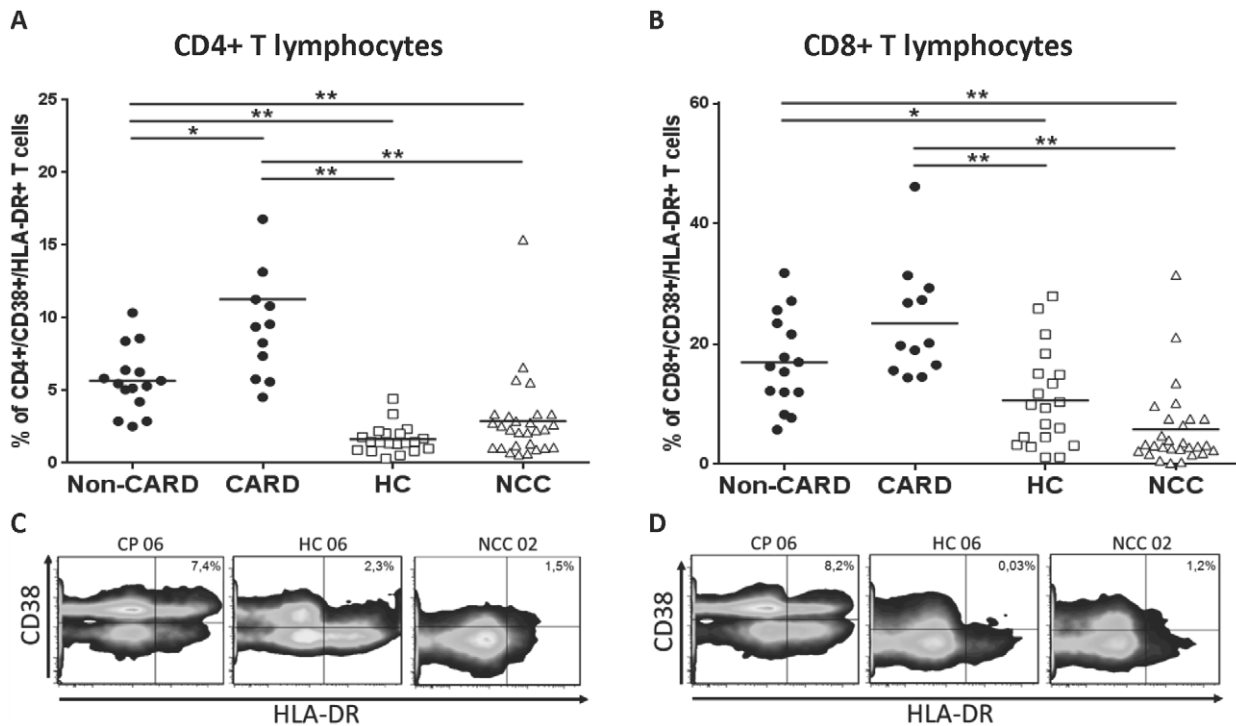 A
CD4+ T lymphocytes
% of CD4+/CD38+/HLA-DR+ T cells
25
20
15
10
5
0
**
**
*
**
**
Non-CARD CARD HC NCC
B
CD8+ T lymphocytes
% of CD8+/CD38+/HLA-DR+ T cells
60
40
20
0
**
*
**
**
Non-CARD CARD HC NCC
C
CP 06 HC 06 NCC 02
7,4% 2,3% 1,5%
CD38
HLA-DR
D
CP 06 HC 06 NCC 02
8,2% 0,03% 1,2%
CD38
HLA-DR